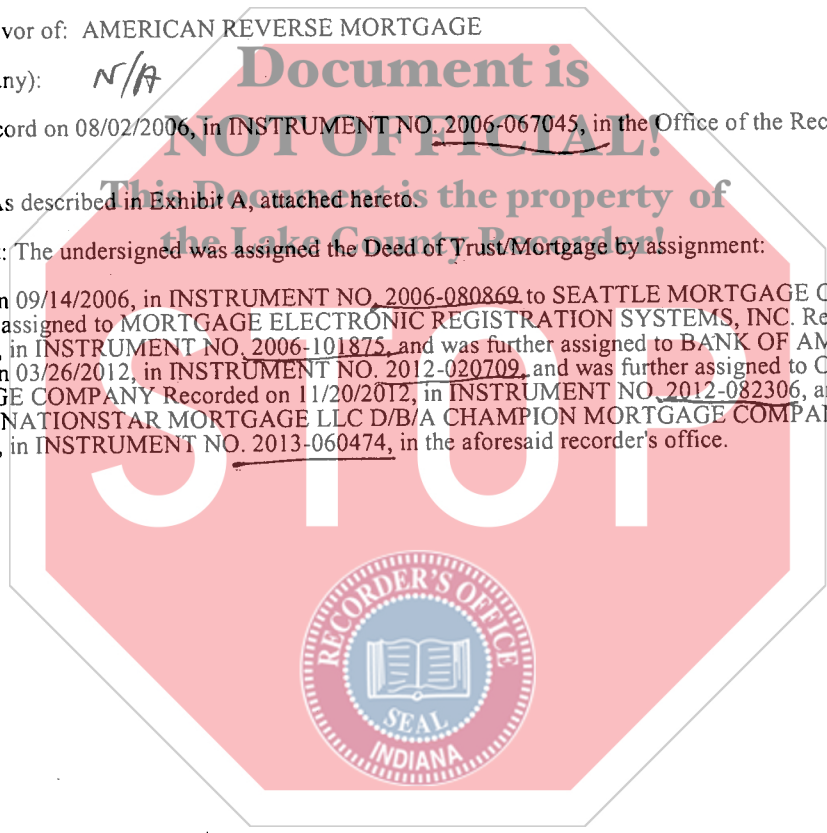 vor of: AMERICAN REVERSE MORTGAGE
Document is
ny): N/A
cord on 08/02/2006, in INSTRUMENT NO. 2006-067045, in the Office of the Rec
NOT OFFICIAL!
This Document is the property of
As described in Exhibit A, attached hereto.
the Lake County Recorder!
: The undersigned was assigned the Deed of Trust/Mortgage by assignment:
n 09/14/2006, in INSTRUMENT NO. 2006-080869 to SEATTLE MORTGAGE C
assigned to MORTGAGE ELECTRONIC REGISTRATION SYSTEMS, INC. Re
, in INSTRUMENT NO. 2006-101875, and was further assigned to BANK OF AM
n 03/26/2012, in INSTRUMENT NO. 2012-020709, and was further assigned to C
GE COMPANY Recorded on 11/20/2012, in INSTRUMENT NO. 2012-082306, a
NATIONSTAR MORTGAGE LLC D/B/A CHAMPION MORTGAGE COMPA
, in INSTRUMENT NO. 2013-060474, in the aforesaid recorder's office.
STOP
RECORDER'S OFFICE
SEAL
INDIANA